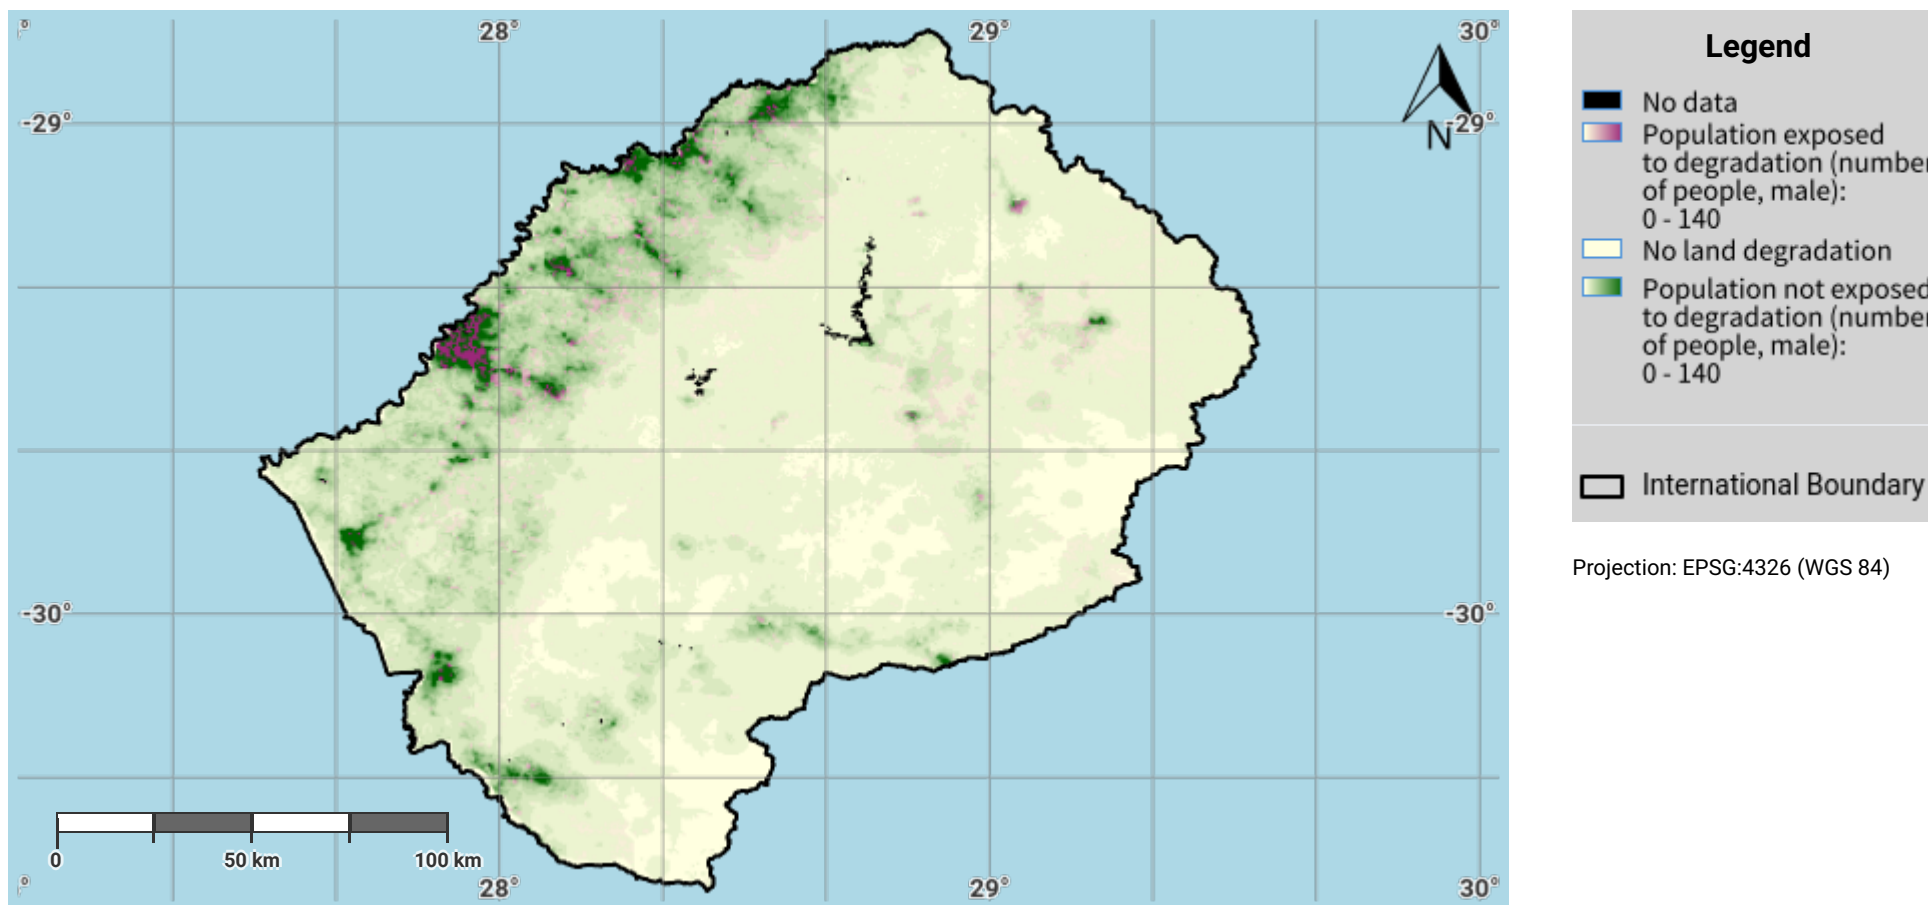 28°
29°
30°
-29°
-29°
N
-30°
-30°
0
50 km
100 km
28°
29°
30°
Legend
No data
Population exposed
to degradation (number
of people, male):
0 - 140
No land degradation
Population not exposed
to degradation (number
of people, male):
0 - 140
International Boundary
Projection: EPSG:4326 (WGS 84)